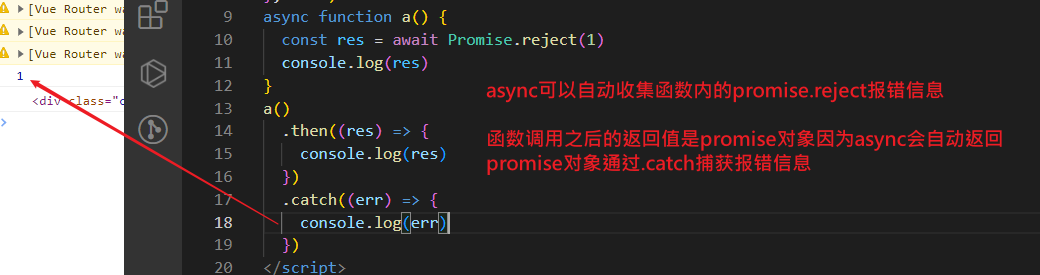 [Vue Router wa
[Vue Router wa
[Vue Router wa
1
<div class="c
9 async function a() {
10 const res = await Promise.reject(1)
11 console.log(res)
12 }
13 a()
14 .then((res) => {
15 console.log(res)
16 })
17 .catch((err) => {
18 console.log(err)
19 })
20 </script>
async可以自动收集函数内的promise.reject报错信息
函数调用之后的返回值是promise对象因为async会自动返回
promise对象通过.catch捕获报错信息